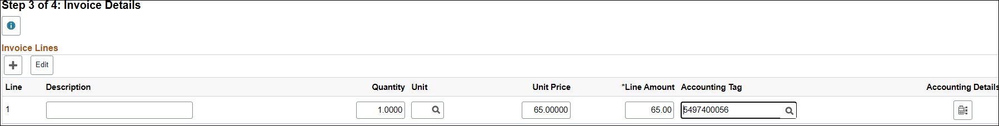 Step 3 of 4: Invoice Details
Invoice Lines
Edit
Line Description Quantity Unit Unit Price *Line Amount Accounting Tag Accounting Details
1 1.0000 65.00000 65.00 5497400056